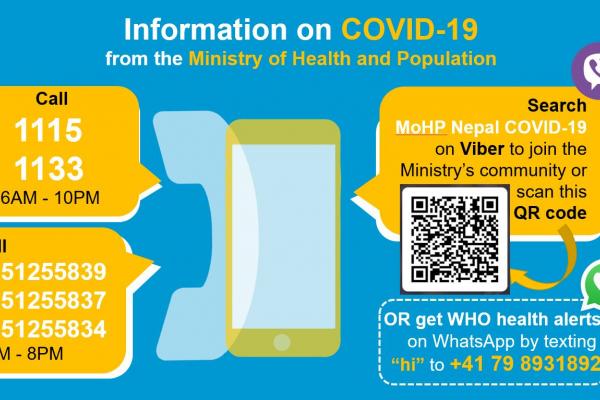 Information on COVID-19
from the Ministry of Health and Population
Call
1115
1133
6AM - 10PM
51255839
51255837
51255834
M - 8PM
Search
MoHP Nepal COVID-19
on Viber to join the
Ministry's community or
scan this
QR code
OR get WHO health alerts
on WhatsApp by texting
“hi” to +41 79 8931892